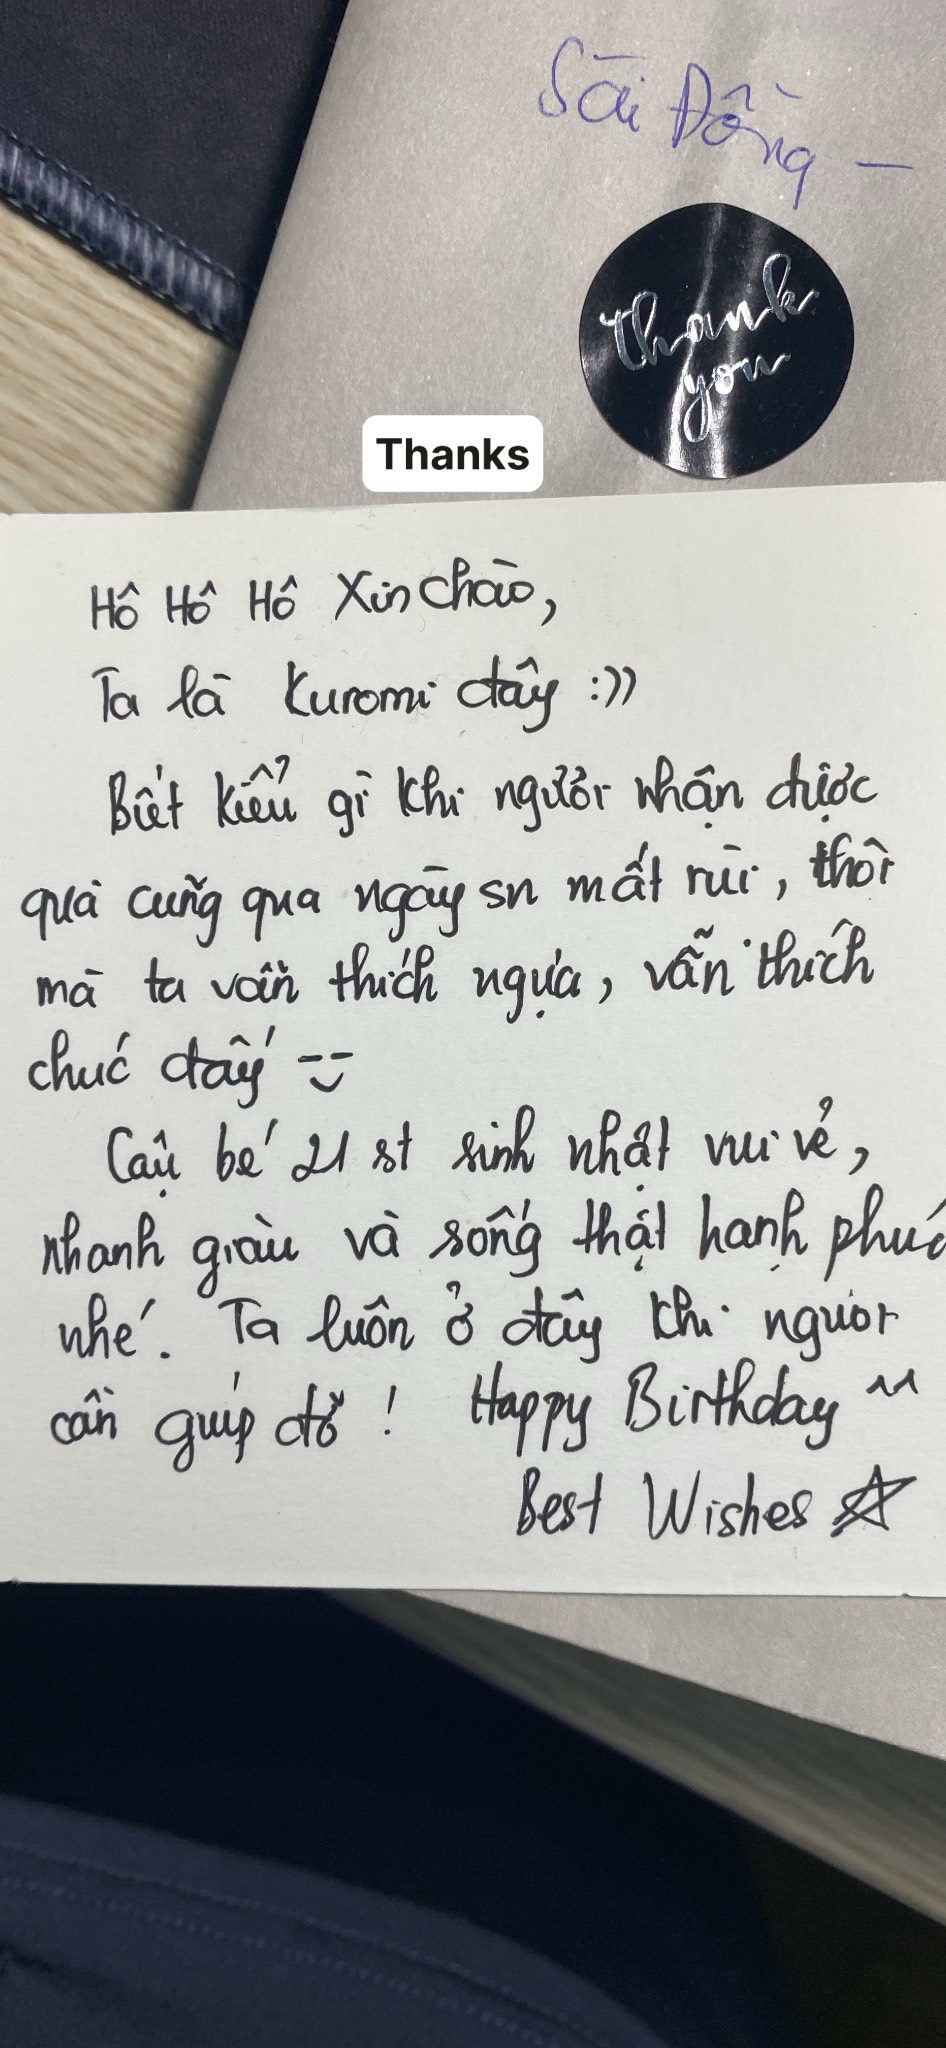 Sài Đồng –
thank
you
Thanks
Hô Hô Hô Xin chào,
Ta là Kuromi đây :))
Biết kiểu gì khi người nhận được
quà cũng qua ngày sn mất rùi, thôi
mà ta vẫn thích ngựa, vẫn thích
chúc đấy
Cậu bé 21 st sinh nhật vui vẻ,
nhanh giàu và sống thật hạnh phúc
nhé. Ta luôn ở đây khi người
cần giúp đỡ! Happy Birthday ^^
Best Wishes ☆